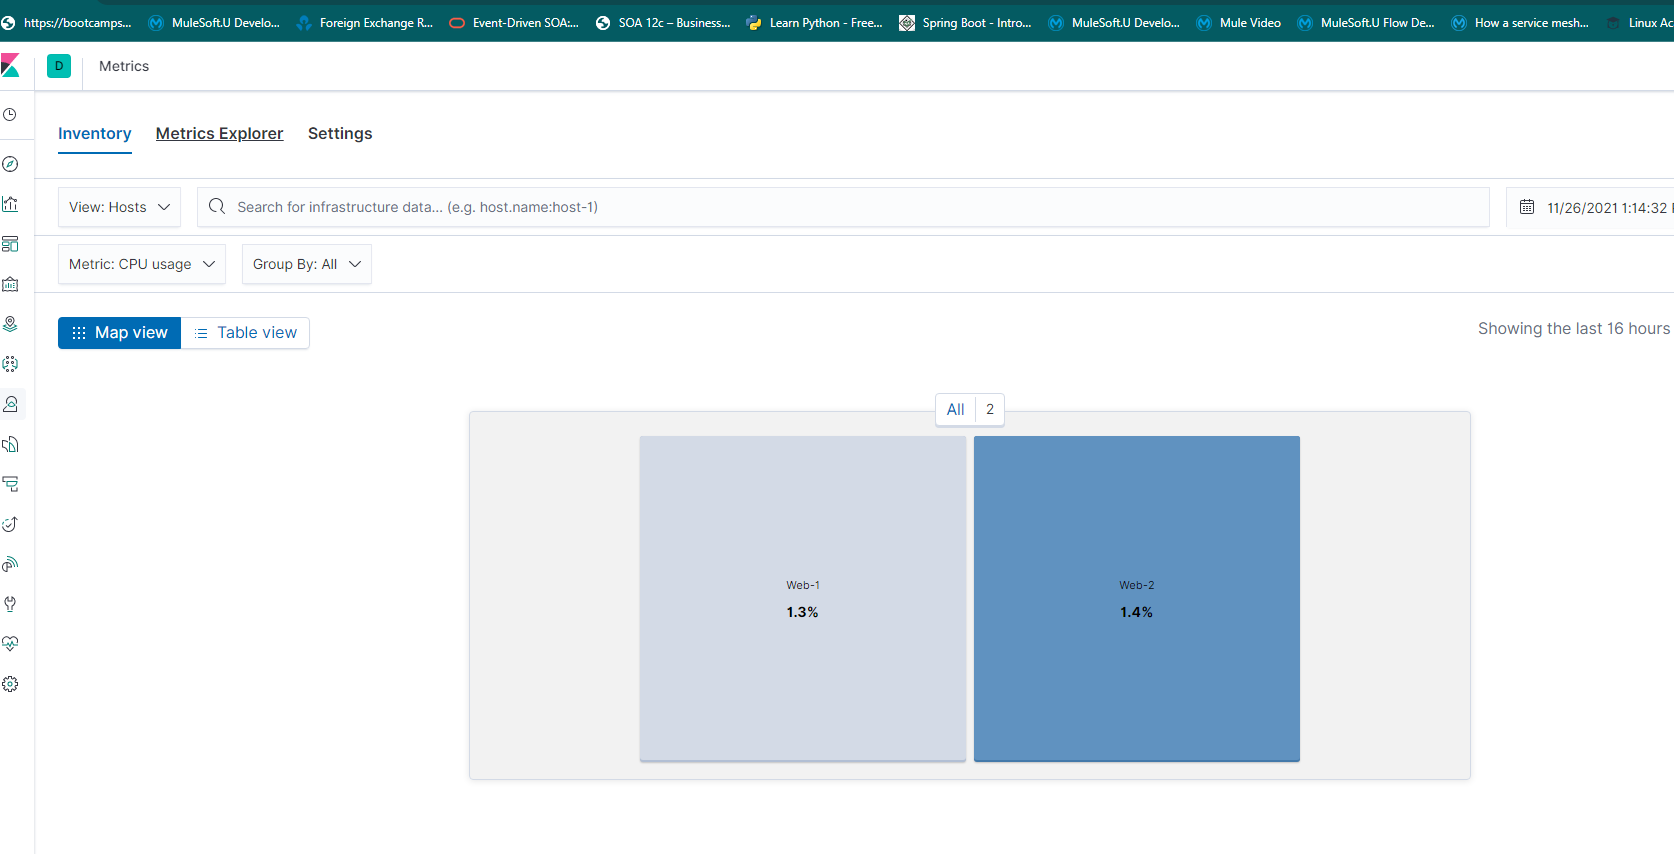 https://bootcamps... MuleSoft.U Develo... Foreign Exchange R... Event-Driven SOA:... SOA 12c – Business... Learn Python - Free... Spring Boot - Intro... MuleSoft.U Develo... Mule Video MuleSoft.U Flow De... How a service mesh... Linux Ac
D Metrics
Inventory Metrics Explorer Settings
View: Hosts Search for infrastructure data... (e.g. host.name:host-1) 11/26/2021 1:14:32
Metric: CPU usage Group By: All
Map view Table view Showing the last 16 hours
All 2
Web-1 Web-2
1.3% 1.4%